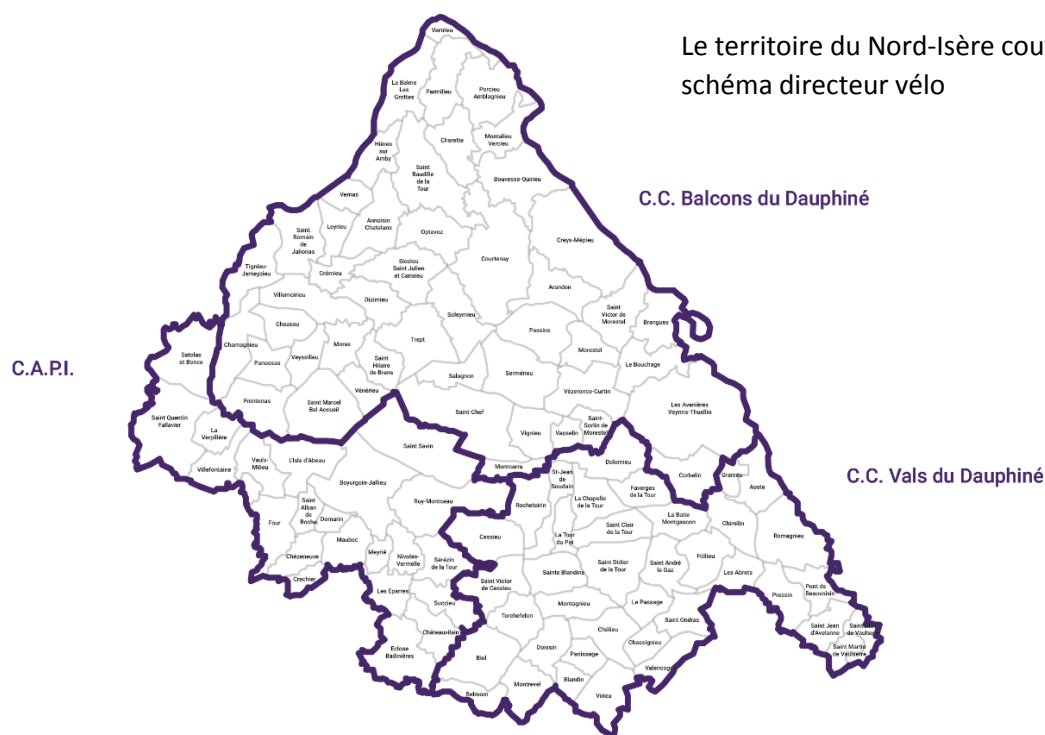 Le territoire du Nord-Isère cou
schéma directeur vélo
C.C. Balcons du Dauphiné
C.A.P.I.
C.C. Vals du Dauphiné
Vertrieu
La Balme
Les
Grottes
Parmilieu
Porcieu
Amblagnieu
Hières
sur
Amby
Charette
Montalieu
Vercieu
Saint
Baudille
de la
Tour
Bouvesse-Quirieu
Vernas
Saint
Romain
de
Jalionas
Leyrieu
Annoisin
Chatelans
Optevoz
Creys-Mépieu
Tignieu-
Jameyzieu
Crémieu
Siccieu
Saint Julien
et Carisieu
Courtenay
Arandon
Villemoirieu
Dizimieu
Soleymieu
Saint
Victor de
Morestel
Brangues
Chozeau
Passins
Chamagnieu
Panossas
Veyssilieu
Moras
Trept
Morestel
Satolas
et Bonce
Saint
Hilaire
de Brens
Salagnon
Sermérieu
Le Bouchage
Vénérieu
Vézeronce-Curtin
Frontonas
Saint Marcel
Bel Accueil
Saint-Chef
Les Avenières
Veyrins-Thuellin
Saint Quentin
Fallavier
La
Verpillère
Vignieu
Vasselin
Saint-
Sorlin de
Morestel
Saint Savin
Villefontaine
Vaulx-
Milieu
L'Isle d'Abeau
Montcarra
St-Jean
de
Soudain
Dolomieu
Corbelin
Granieu
Aoste
Bourgoin-Jallieu
Ruy-Montceau
Rochetoirin
La Chapelle
de la Tour
Faverges
de la Tour
La Batie
Montgascon
Chimilin
Romagnieu
Four
Saint
Alban
de
Roche
Domarin
Maubec
Cessieu
La Tour
du Pin
Saint Clair
de la Tour
Chèzeneuve
Meyrié
Nivolas-
Vermelle
Sérézin
de la Tour
Sainte Blandine
Saint Didier
de la Tour
Saint André
le Gaz
Fitilieu
Les Abrets
Crachier
Les Eparres
Saint Victor
de Cessieu
Pressin
Pont de
Beauvoisin
Succieu
Torchefelon
Montagnieu
Le Passage
Saint Ondras
Châteauvilain
Chélieu
Chassignieu
Saint Jean
d'Avelanne
de Vaulse
Saint Martin
de Vaulserre
Eclose
Badinières
Biol
Doissin
Panissage
Valencogne
Belmont
Montrevel
Blandin
Virieu